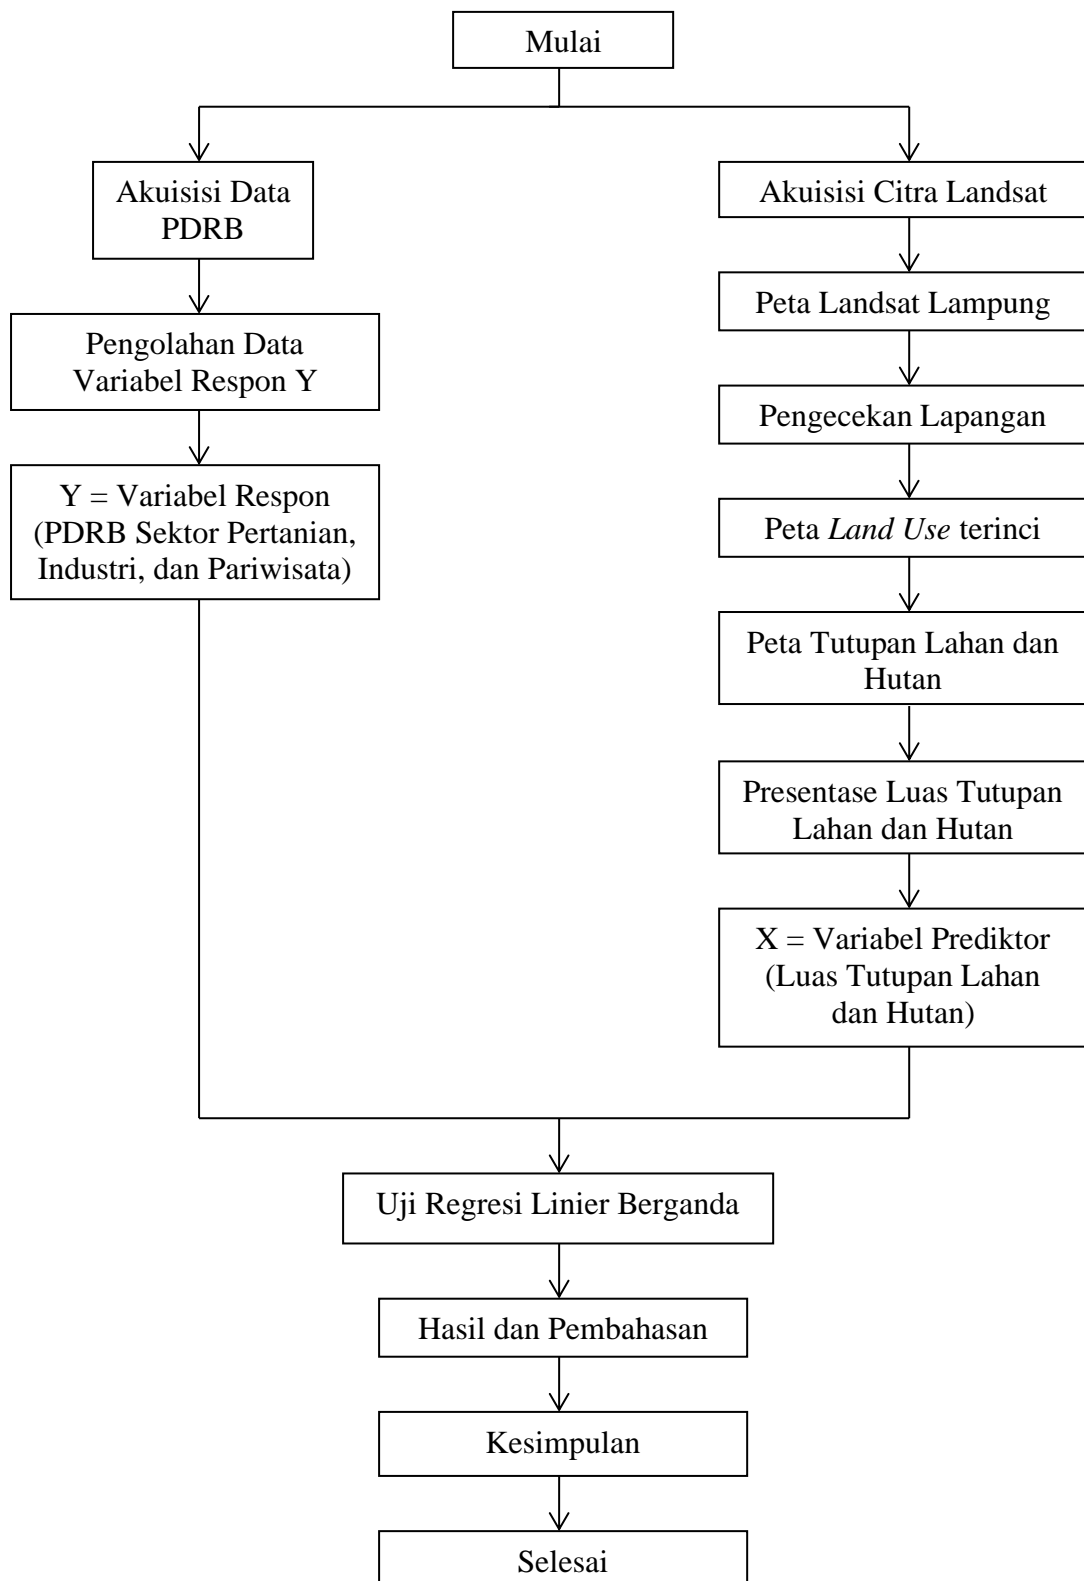 Mulai
Akuisisi Data
PDRB
Pengolahan Data
Variabel Respon Y
Y = Variabel Respon
(PDRB Sektor Pertanian,
Industri, dan Pariwisata)
Akuisisi Citra Landsat
Peta Landsat Lampung
Pengecekan Lapangan
Peta Land Use terinci
Peta Tutupan Lahan dan
Hutan
Presentase Luas Tutupan
Lahan dan Hutan
X = Variabel Prediktor
(Luas Tutupan Lahan
dan Hutan)
Uji Regresi Linier Berganda
Hasil dan Pembahasan
Kesimpulan
Selesai